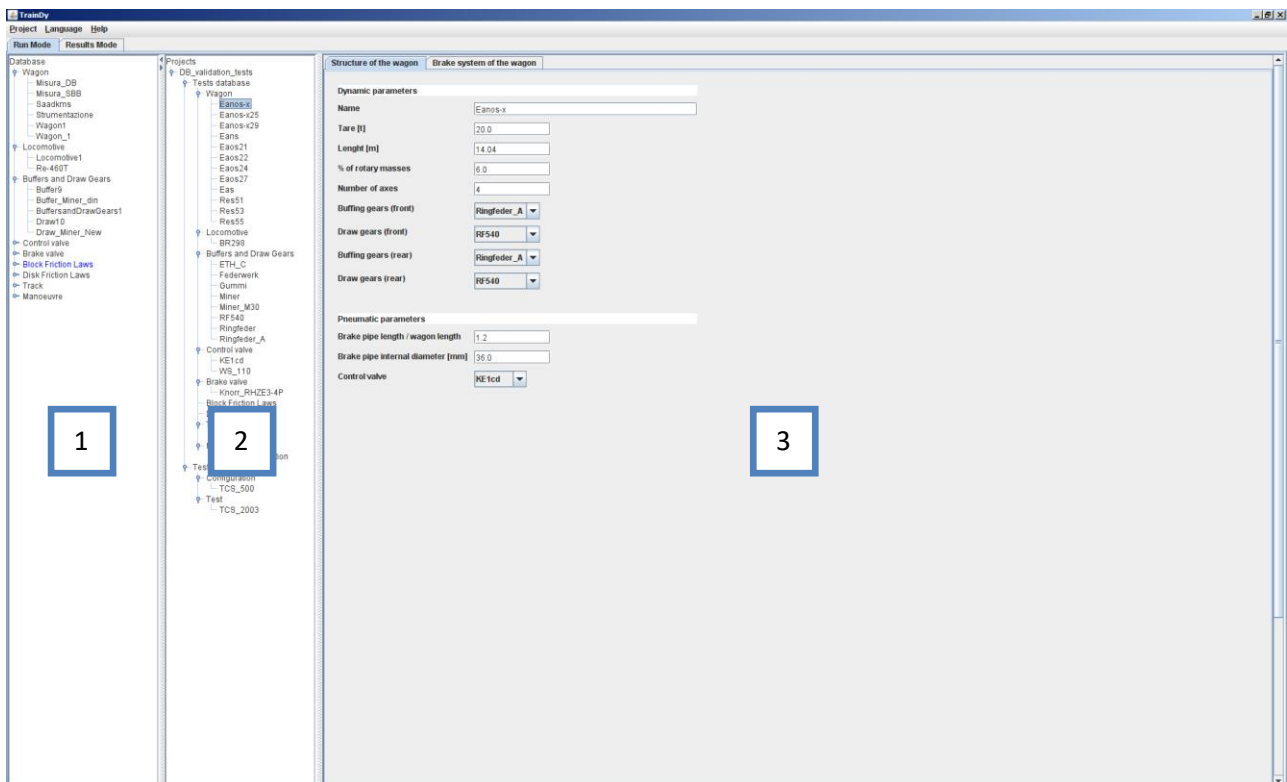 TrainDy
Project Language Help
Run Mode Results Mode
Database
Wagon
Misura_DB
Misura_SBB
Saadkms
Strumentazione
Wagon1
Wagon_1
Locomotive
Locomotive1
Re-460T
Buffers and Draw Gears
Buffer9
Buffer_Miner_din
BuffersandDrawGears1
Draw10
Draw_Miner_New
Control valve
Brake valve
Block Friction Laws
Disk Friction Laws
Track
Manoeuvre
1
Projects
DB_validation_tests
Tests database
Wagon
Eanos-x
Eanos-x25
Eanos-x29
Eans
Eaos21
Eaos22
Eaos24
Eaos27
Eas
Res51
Res53
Res55
Locomotive
BR298
Buffers and Draw Gears
ETH_C
Federwerk
Gummi
Miner
Miner_M30
RF540
Ringfeder
Ringfeder_A
Control valve
KE1cd
WS_110
Brake valve
Knorr_RHZE3-4P
Block Friction Laws
2
Configuration
TCS_500
Test
TCS_2003
Structure of the wagon Brake system of the wagon
Dynamic parameters
Name Eanos-x
Tare [t] 20.0
Lenght [m] 14.04
% of rotary masses 6.0
Number of axes 4
Buffing gears (front) Ringfeder_A
Draw gears (front) RF540
Buffing gears (rear) Ringfeder_A
Draw gears (rear) RF540
Pneumatic parameters
Brake pipe length / wagon length 1.2
Brake pipe internal diameter [mm] 36.0
Control valve KE1cd
3